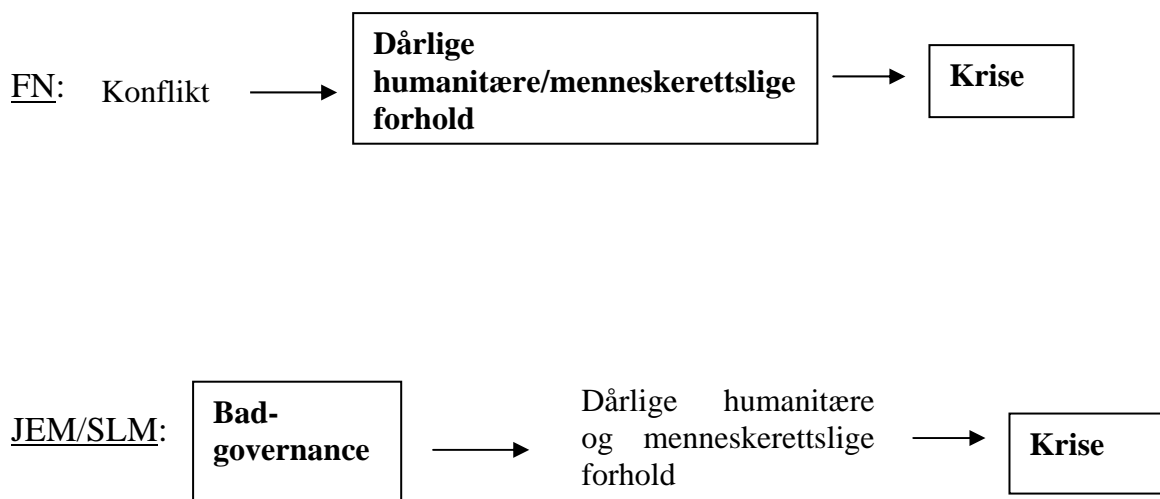 FN: Konflikt
Dårlige
humanitære/menneskerettslige
forhold
Krise
JEM/SLM:
Bad-
governance
Dårlige humanitære
og menneskerettslige
forhold
Krise